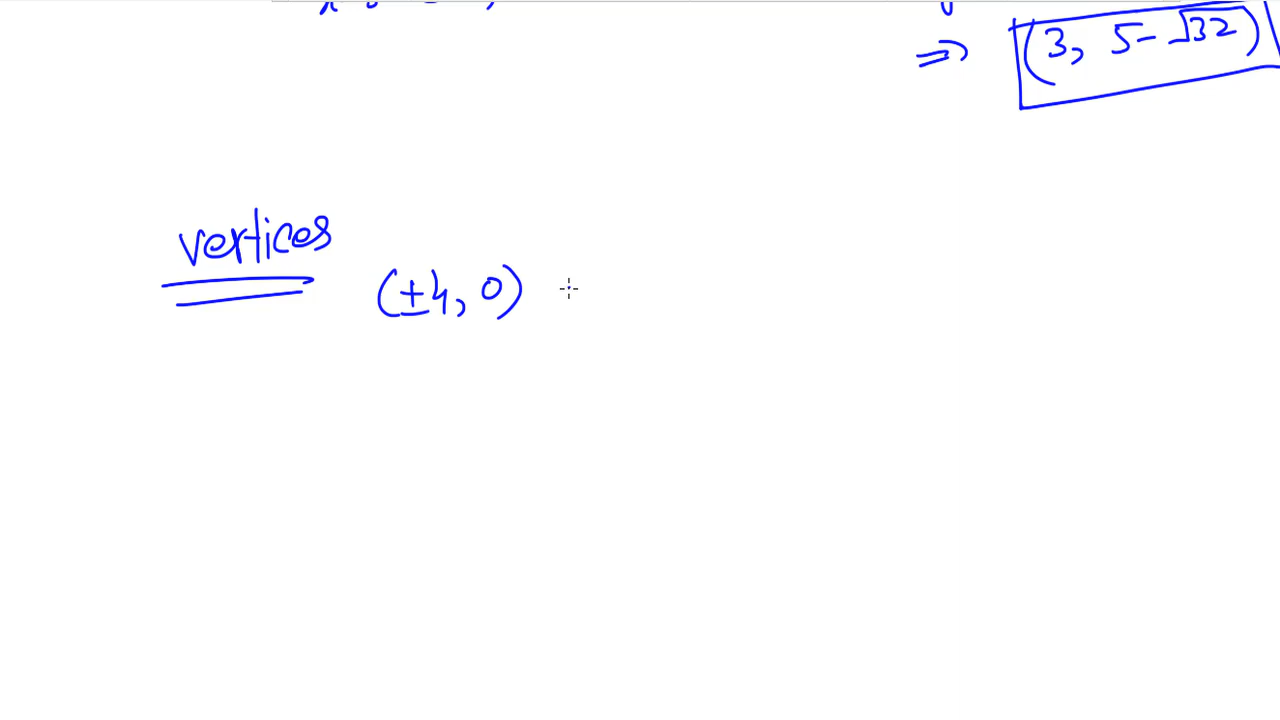 ⇒ (3, 5-√32)
vertices
(±4, 0)